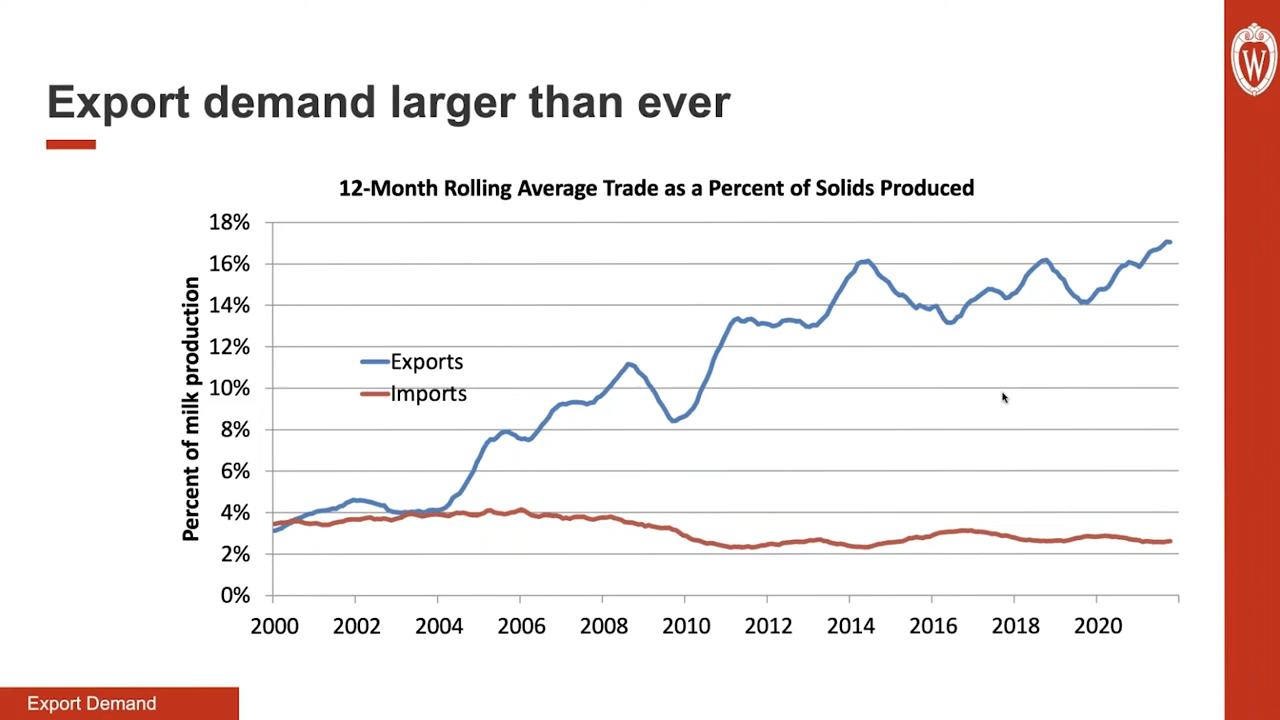 W
Export demand larger than ever
12-Month Rolling Average Trade as a Percent of Solids Produced
Percent of milk production
18%
16%
14%
12%
10%
8%
6%
4%
2%
0%
Exports
Imports
2000 2002 2004 2006 2008 2010 2012 2014 2016 2018 2020
Export Demand